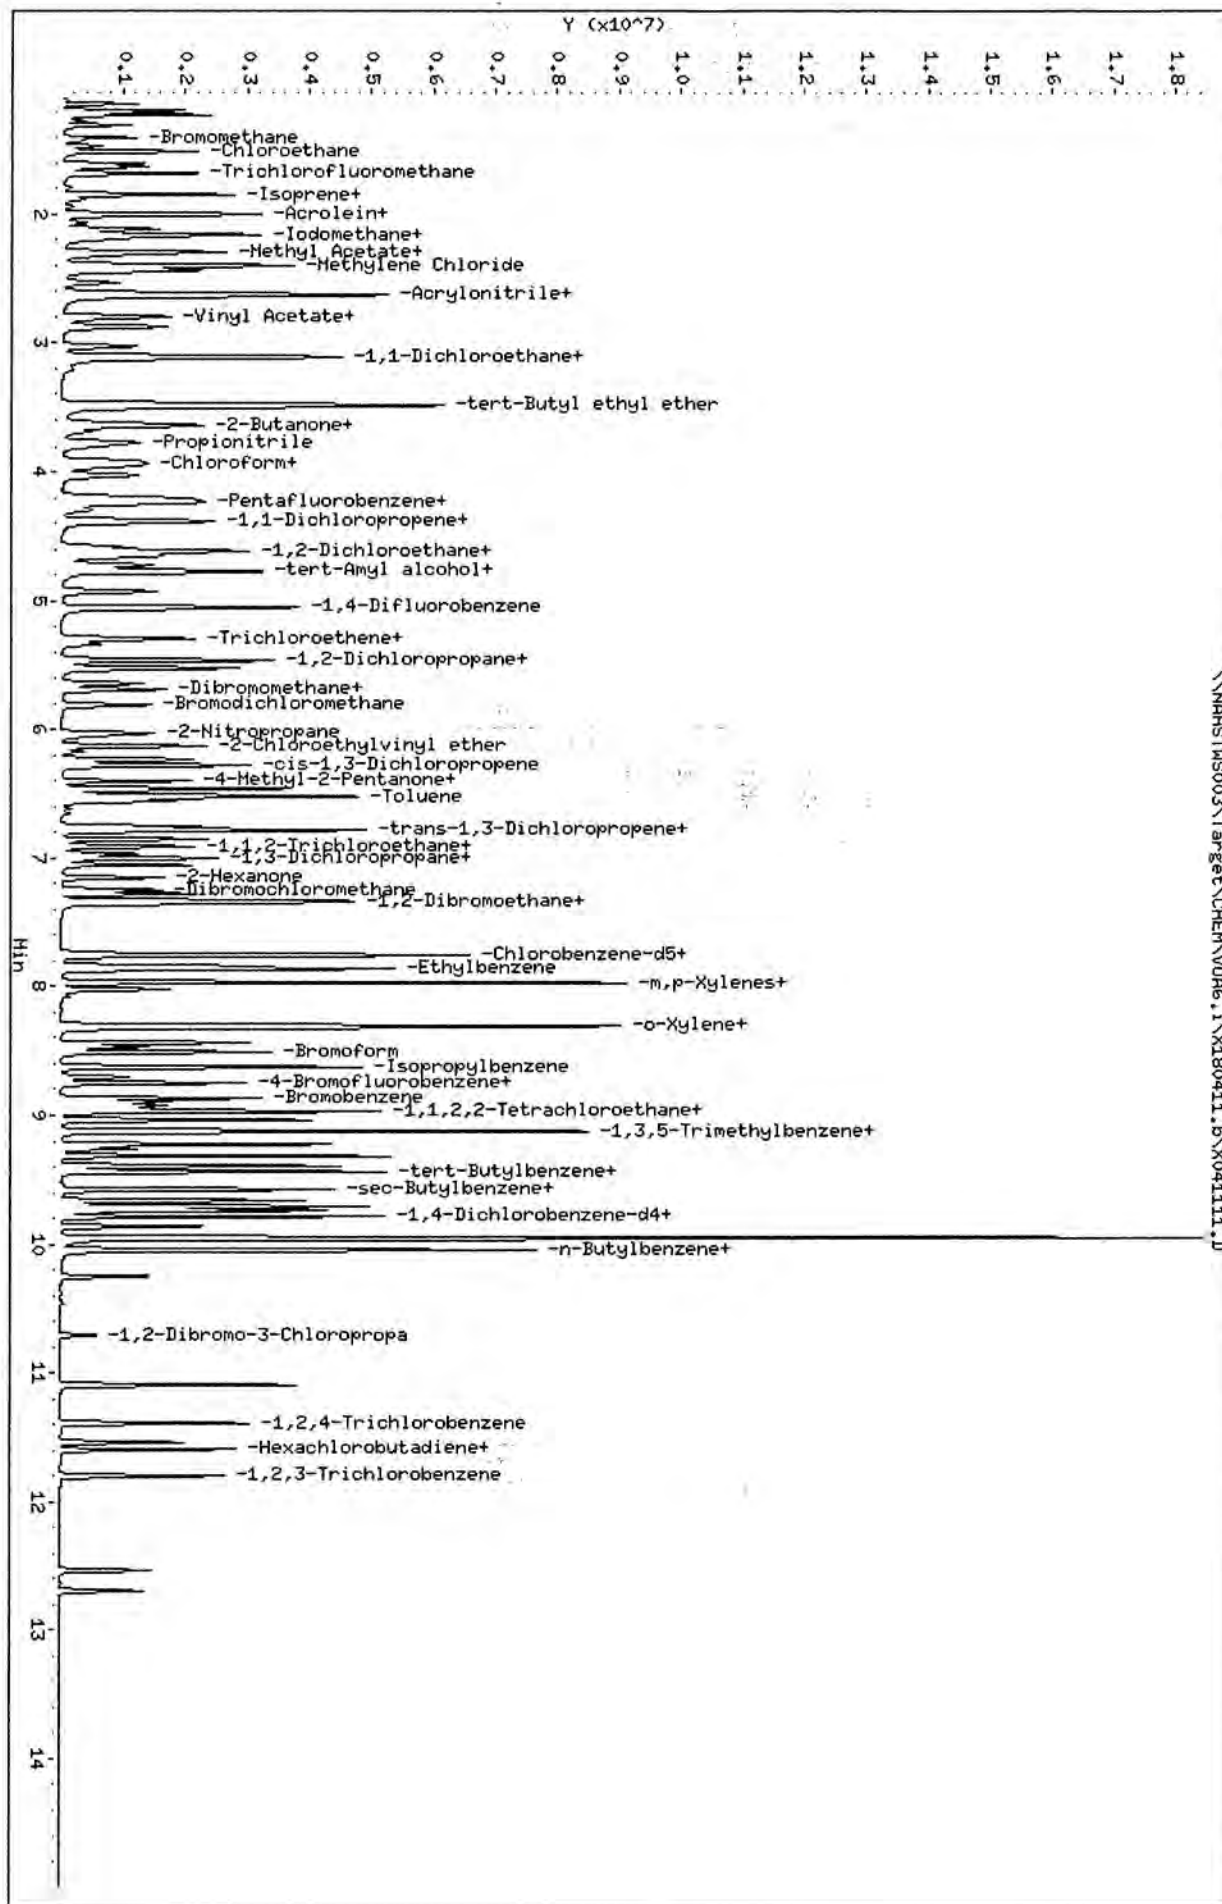 Y (x10^7)
0.1
0.2
0.3
0.4
0.5
0.6
0.7
0.8
0.9
1.0
1.1
1.2
1.3
1.4
1.5
1.6
1.7
1.8
-Bromomethane
-Chloroethane
-Trichlorofluoromethane
-Isoprene+
-Acrolein+
-Iodomethane+
-Methyl Acetate+
-Methylene Chloride
-Acrylonitrile+
-Vinyl Acetate+
-1,1-Dichloroethane+
-tert-Butyl ethyl ether
-2-Butanone+
-Propionitrile
-Chloroform+
-Pentafluorobenzene+
-1,1-Dichloropropene+
-1,2-Dichloroethane+
-tert-Amyl alcohol+
-1,4-Difluorobenzene
-Trichloroethene+
-1,2-Dichloropropane+
-Dibromomethane+
-Bromodichloromethane
-2-Nitropropane
-2-Chloroethylvinyl ether
-cis-1,3-Dichloropropene
-4-Methyl-2-Pentanone+
-Toluene
-trans-1,3-Dichloropropene+
-1,1,2-Trichloroethane+
-1,3-Dichloropropane+
-2-Hexanone
-Dibromochloromethane
-1,2-Dibromoethane+
-Chlorobenzene-d5+
-Ethylbenzene
-m,p-Xylenes+
-o-Xylene+
-Bromoform
-Isopropylbenzene
-4-Bromofluorobenzene+
-Bromobenzene
-1,1,2,2-Tetrachloroethane+
-1,3,5-Trimethylbenzene+
-tert-Butylbenzene+
-sec-Butylbenzene+
-1,4-Dichlorobenzene-d4+
-n-Butylbenzene+
-1,2-Dibromo-3-Chloropropa
-1,2,4-Trichlorobenzene
-Hexachlorobutadiene+
-1,2,3-Trichlorobenzene
2
3
4
5
6
7
8
9
10
11
12
13
14
Min